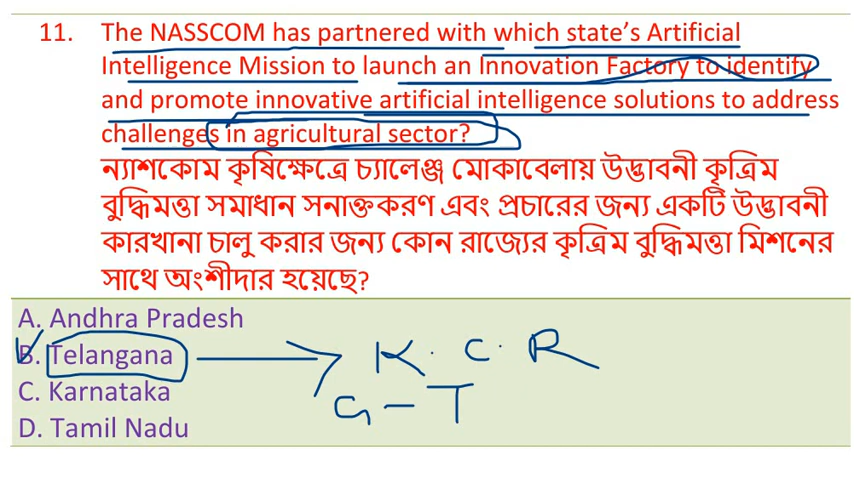 11. The NASSCOM has partnered with which state's Artificial
Intelligence Mission to launch an Innovation Factory to identify
and promote innovative artificial intelligence solutions to address
challenges in agricultural sector?
ন্যাশকোম কৃষিক্ষেত্রে চ্যালেঞ্জ মোকাবেলায় উদ্ভাবনী কৃত্রিম
বুদ্ধিমত্তা সমাধান সনাক্তকরণ এবং প্রচারের জন্য একটি উদ্ভাবনী
কারখানা চালু করার জন্য কোন রাজ্যের কৃত্রিম বুদ্ধিমত্তা মিশনের
সাথে অংশীদার হয়েছে?
A. Andhra Pradesh
B. Telangana K. C. R
C. Karnataka G - T
D. Tamil Nadu